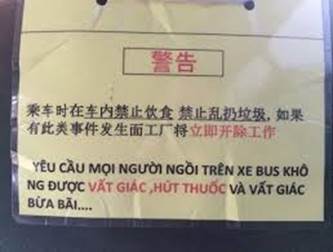 警告
乘车时在车内禁止饮食 禁止乱扔垃圾, 如果
有此类事件发生面工厂将立即开除工作
YÊU CẦU MỌI NGƯỜI NGỒI TRÊN XE BUS KHÔ
NG ĐƯỢC VẤT GIÁC ,HÚT THUỐC VÀ VẤT GIÁC
BỪA BÃI....